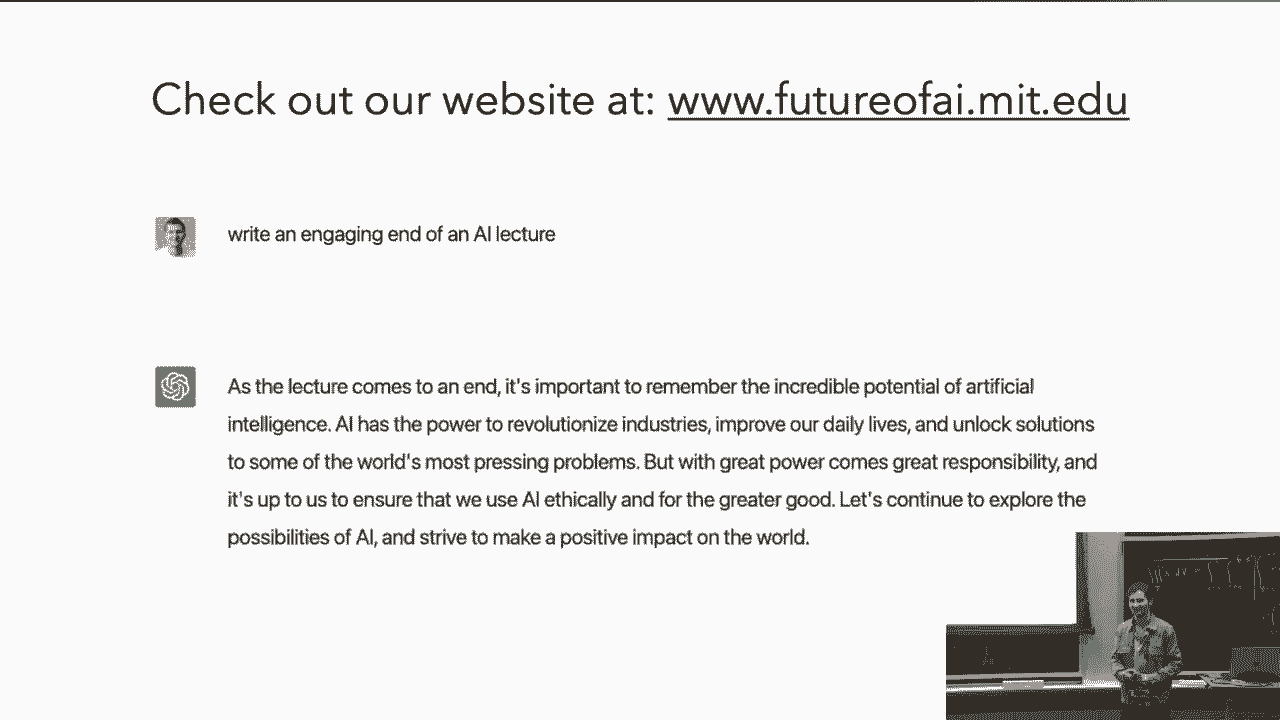 Check out our website at: www.futureofai.mit.edu
write an engaging end of an AI lecture
As the lecture comes to an end, it's important to remember the incredible potential of artificial
intelligence. AI has the power to revolutionize industries, improve our daily lives, and unlock solutions
to some of the world's most pressing problems. But with great power comes great responsibility, and
it's up to us to ensure that we use AI ethically and for the greater good. Let's continue to explore the
possibilities of AI, and strive to make a positive impact on the world.